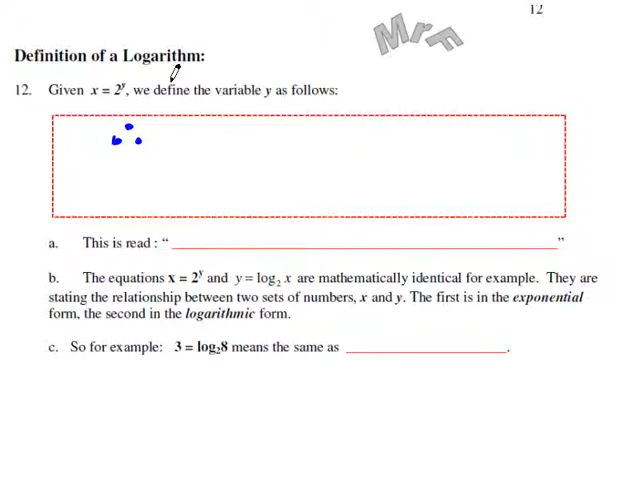 12
MrF
Definition of a Logarithm:
12. Given x = 2^y, we define the variable y as follows:
a. This is read : “ ________ ”
b. The equations x = 2^y and y = log₂ x are mathematically identical for example. They are
stating the relationship between two sets of numbers, x and y. The first is in the exponential
form, the second in the logarithmic form.
c. So for example: 3 = log₂8 means the same as ________.